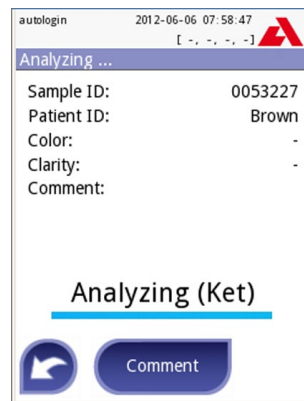 autologin 2012-06-06 07:58:47
[ -, -, -, -]
Analyzing ...
Sample ID: 0053227
Patient ID: Brown
Color: -
Clarity: -
Comment:
Analyzing (Ket)
Comment